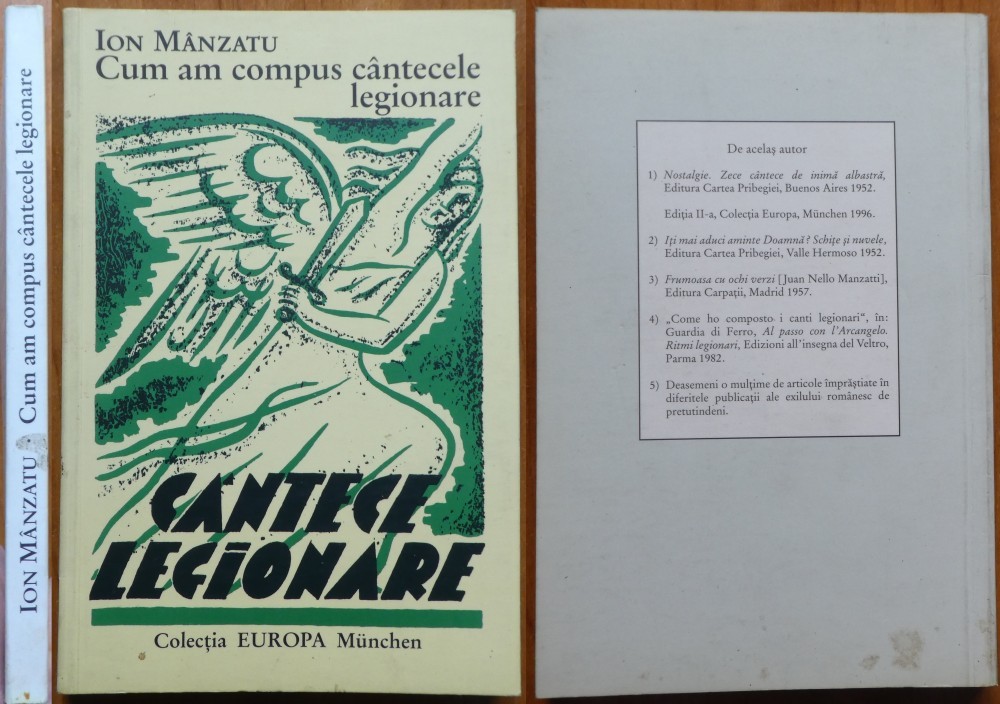 ION MÂNZATU Cum am compus cântecele legionare
ION MÂNZATU
Cum am compus cântecele
legionare
CANTECE
LEGIONARE
Colecția EUROPA München
De acelaș autor
1) Nostalgie. Zece cântece de inimă albastră,
Editura Cartea Pribegiei, Buenos Aires 1952.
Ediția II-a, Colecția Europa, München 1996.
2) Iți mai aduci aminte Doamnă? Schițe și nuvele,
Editura Cartea Pribegiei, Valle Hermoso 1952.
3) Frumoasa cu ochi verzi [Juan Nello Manzatti],
Editura Carpații, Madrid 1957.
4) „Come ho composto i canti legionari“, în:
Guardia di Ferro, Al passo con l’Arcangelo.
Ritmi legionari, Edizioni all’insegna del Veltro,
Parma 1982.
5) Deasemeni o mulțime de articole împrăștiate în
diferitele publicații ale exilului românesc de
pretutindeni.